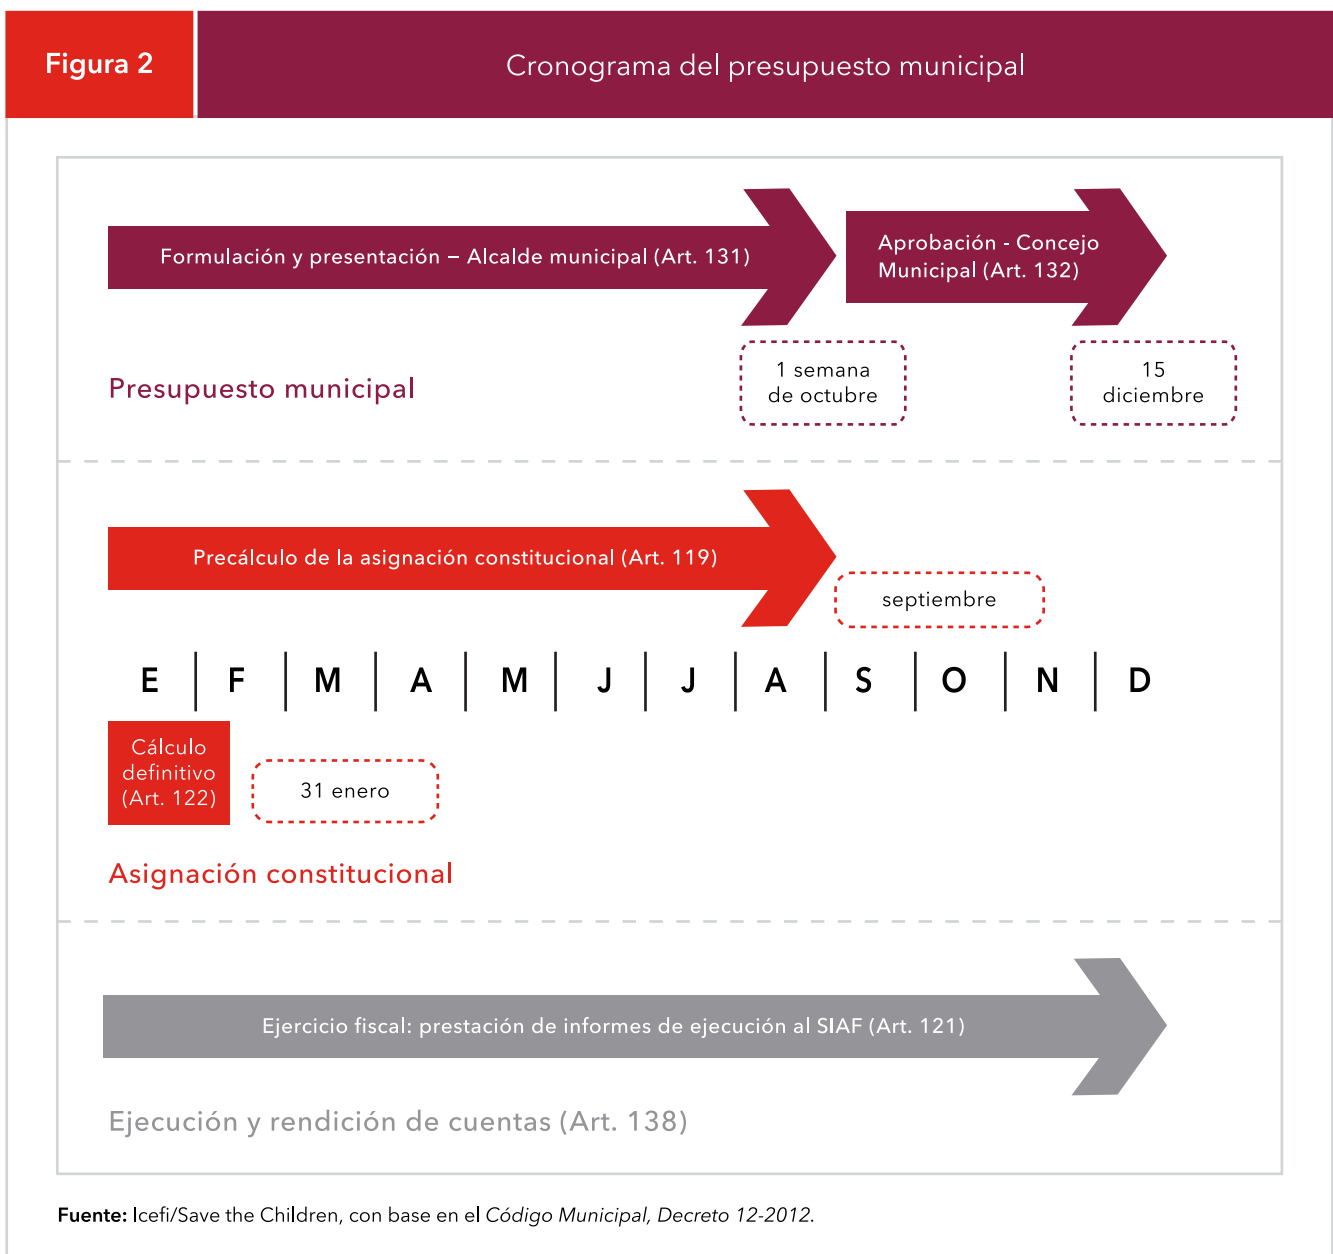 Figura 2
Cronograma del presupuesto municipal
Formulación y presentación – Alcalde municipal (Art. 131)
Aprobación - Concejo
Municipal (Art. 132)
1 semana
de octubre
15
diciembre
Presupuesto municipal
Precálculo de la asignación constitucional (Art. 119)
septiembre
E F M A M J J A S O N D
Cálculo
definitivo
(Art. 122)
31 enero
Asignación constitucional
Ejercicio fiscal: prestación de informes de ejecución al SIAF (Art. 121)
Ejecución y rendición de cuentas (Art. 138)
Fuente: Icefi/Save the Children, con base en el Código Municipal, Decreto 12-2012.